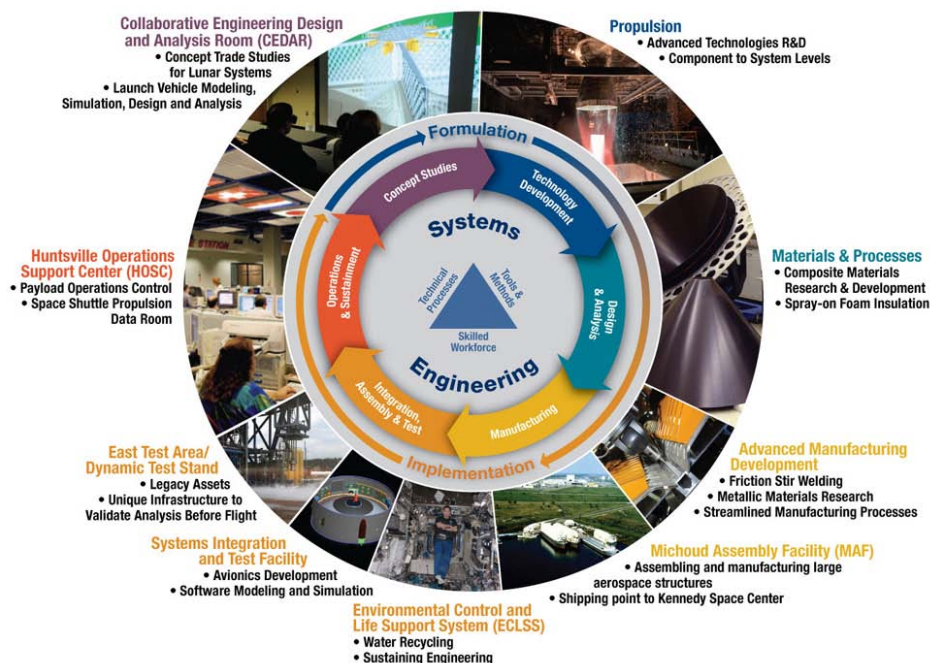 Collaborative Engineering Design
and Analysis Room (CEDAR)
• Concept Trade Studies
for Lunar Systems
• Launch Vehicle Modeling,
Simulation, Design and Analysis
Propulsion
• Advanced Technologies R&D
• Component to System Levels
Formulation
Concept Studies
Technology
Development
Systems
Huntsville Operations
Support Center (HOSC)
• Payload Operations Control
• Space Shuttle Propulsion
Data Room
Operations
& Sustainment
Technical
Processes
Tools &
Methods
Skilled
Workforce
Design
& Analysis
Materials & Processes
• Composite Materials
Research & Development
• Spray-on Foam Insulation
Engineering
Integration,
Assembly & Test
Manufacturing
Implementation
East Test Area/
Dynamic Test Stand
• Legacy Assets
• Unique Infrastructure to
Validate Analysis Before Flight
Advanced Manufacturing
Development
• Friction Stir Welding
• Metallic Materials Research
• Streamlined Manufacturing Processes
Systems Integration
and Test Facility
• Avionics Development
• Software Modeling and Simulation
Michoud Assembly Facility (MAF)
• Assembling and manufacturing large
aerospace structures
• Shipping point to Kennedy Space Center
Environmental Control and
Life Support System (ECLSS)
• Water Recycling
• Sustaining Engineering